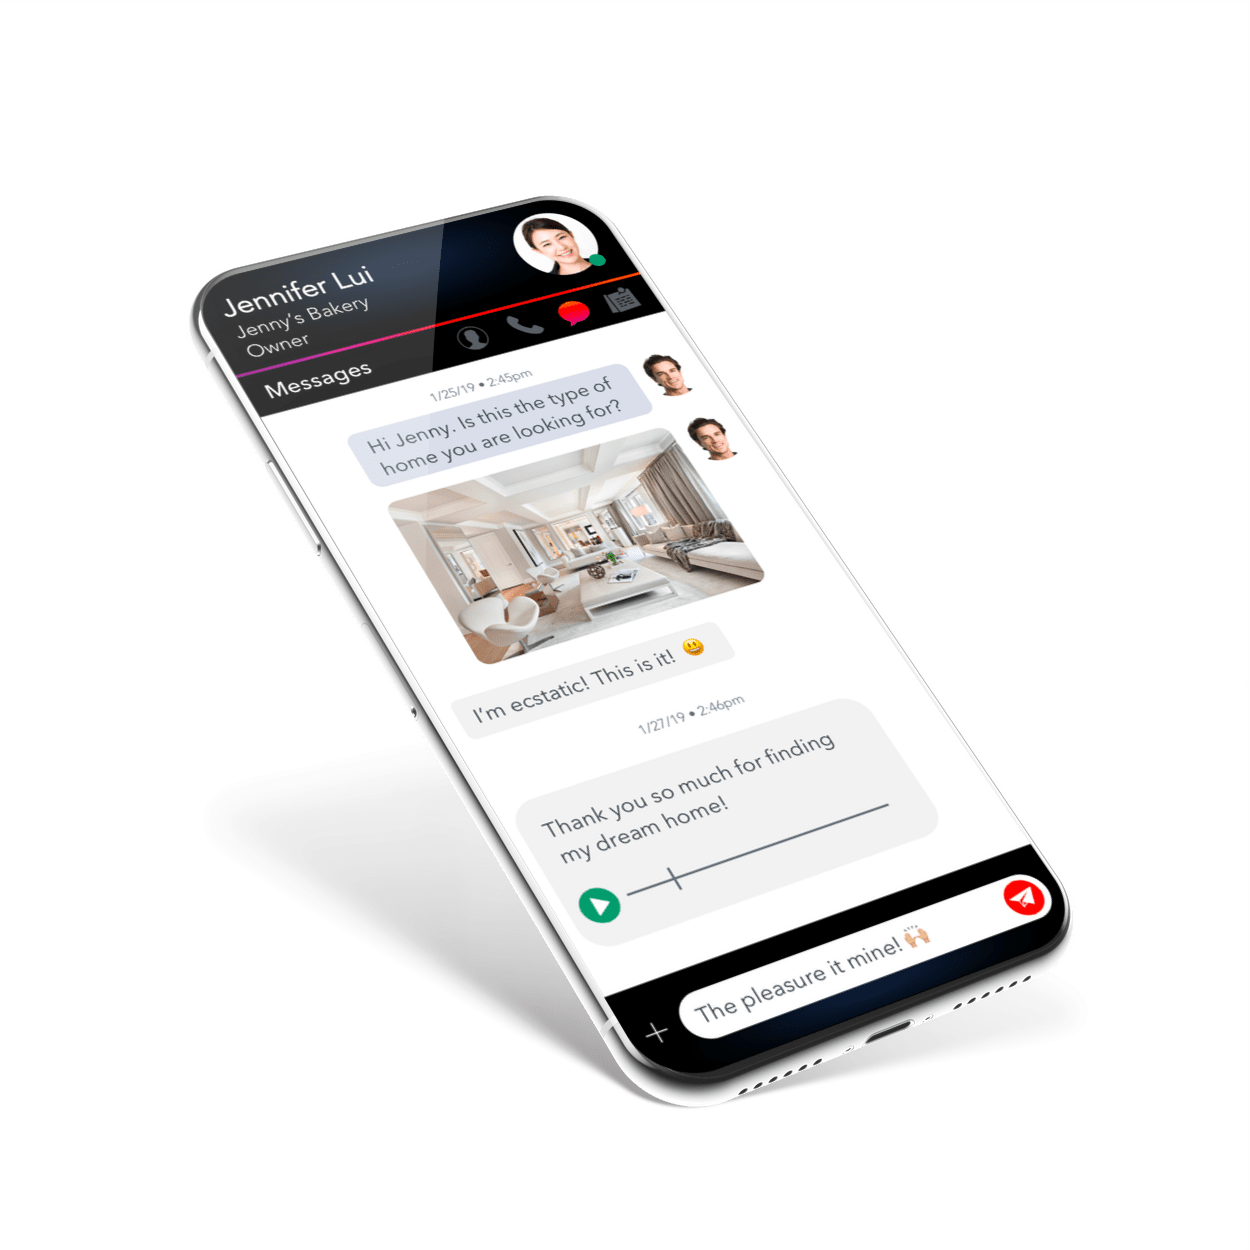 Jennifer Lui
Jenny's Bakery
Owner
Messages
1/25/19 • 2:45pm
Hi Jenny. Is this the type of
home you are looking for?
I'm ecstatic! This is it! 😃
1/27/19 • 2:46pm
Thank you so much for finding
my dream home!
The pleasure it mine! 🙌🏼